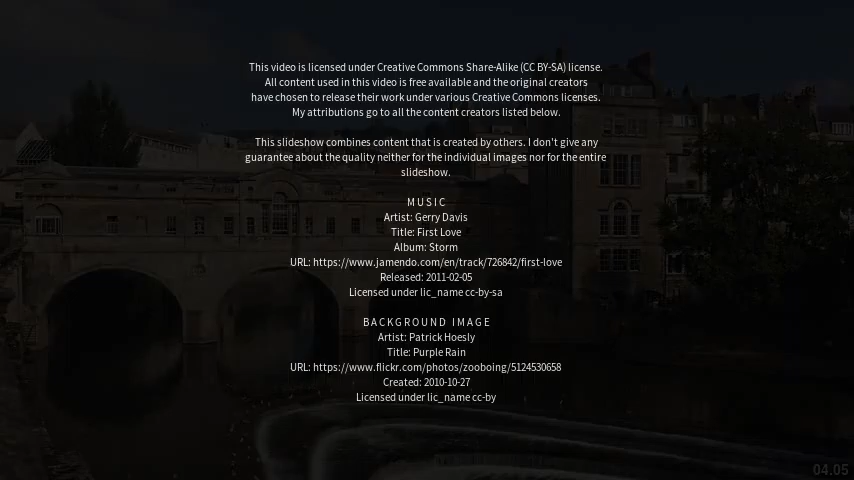 This video is licensed under Creative Commons Share-Alike (CC BY-SA) license.
All content used in this video is free available and the original creators
have chosen to release their work under various Creative Commons licenses.
My attributions go to all the content creators listed below.
This slideshow combines content that is created by others. I don't give any
guarantee about the quality neither for the individual images nor for the entire
slideshow.
MUSIC
Artist: Gerry Davis
Title: First Love
Album: Storm
URL: https://www.jamendo.com/en/track/726842/first-love
Released: 2011-02-05
Licensed under lic_name cc-by-sa
BACKGROUND IMAGE
Artist: Patrick Hoesly
Title: Purple Rain
URL: https://www.flickr.com/photos/zooboing/5124530658
Created: 2010-10-27
Licensed under lic_name cc-by
04.05